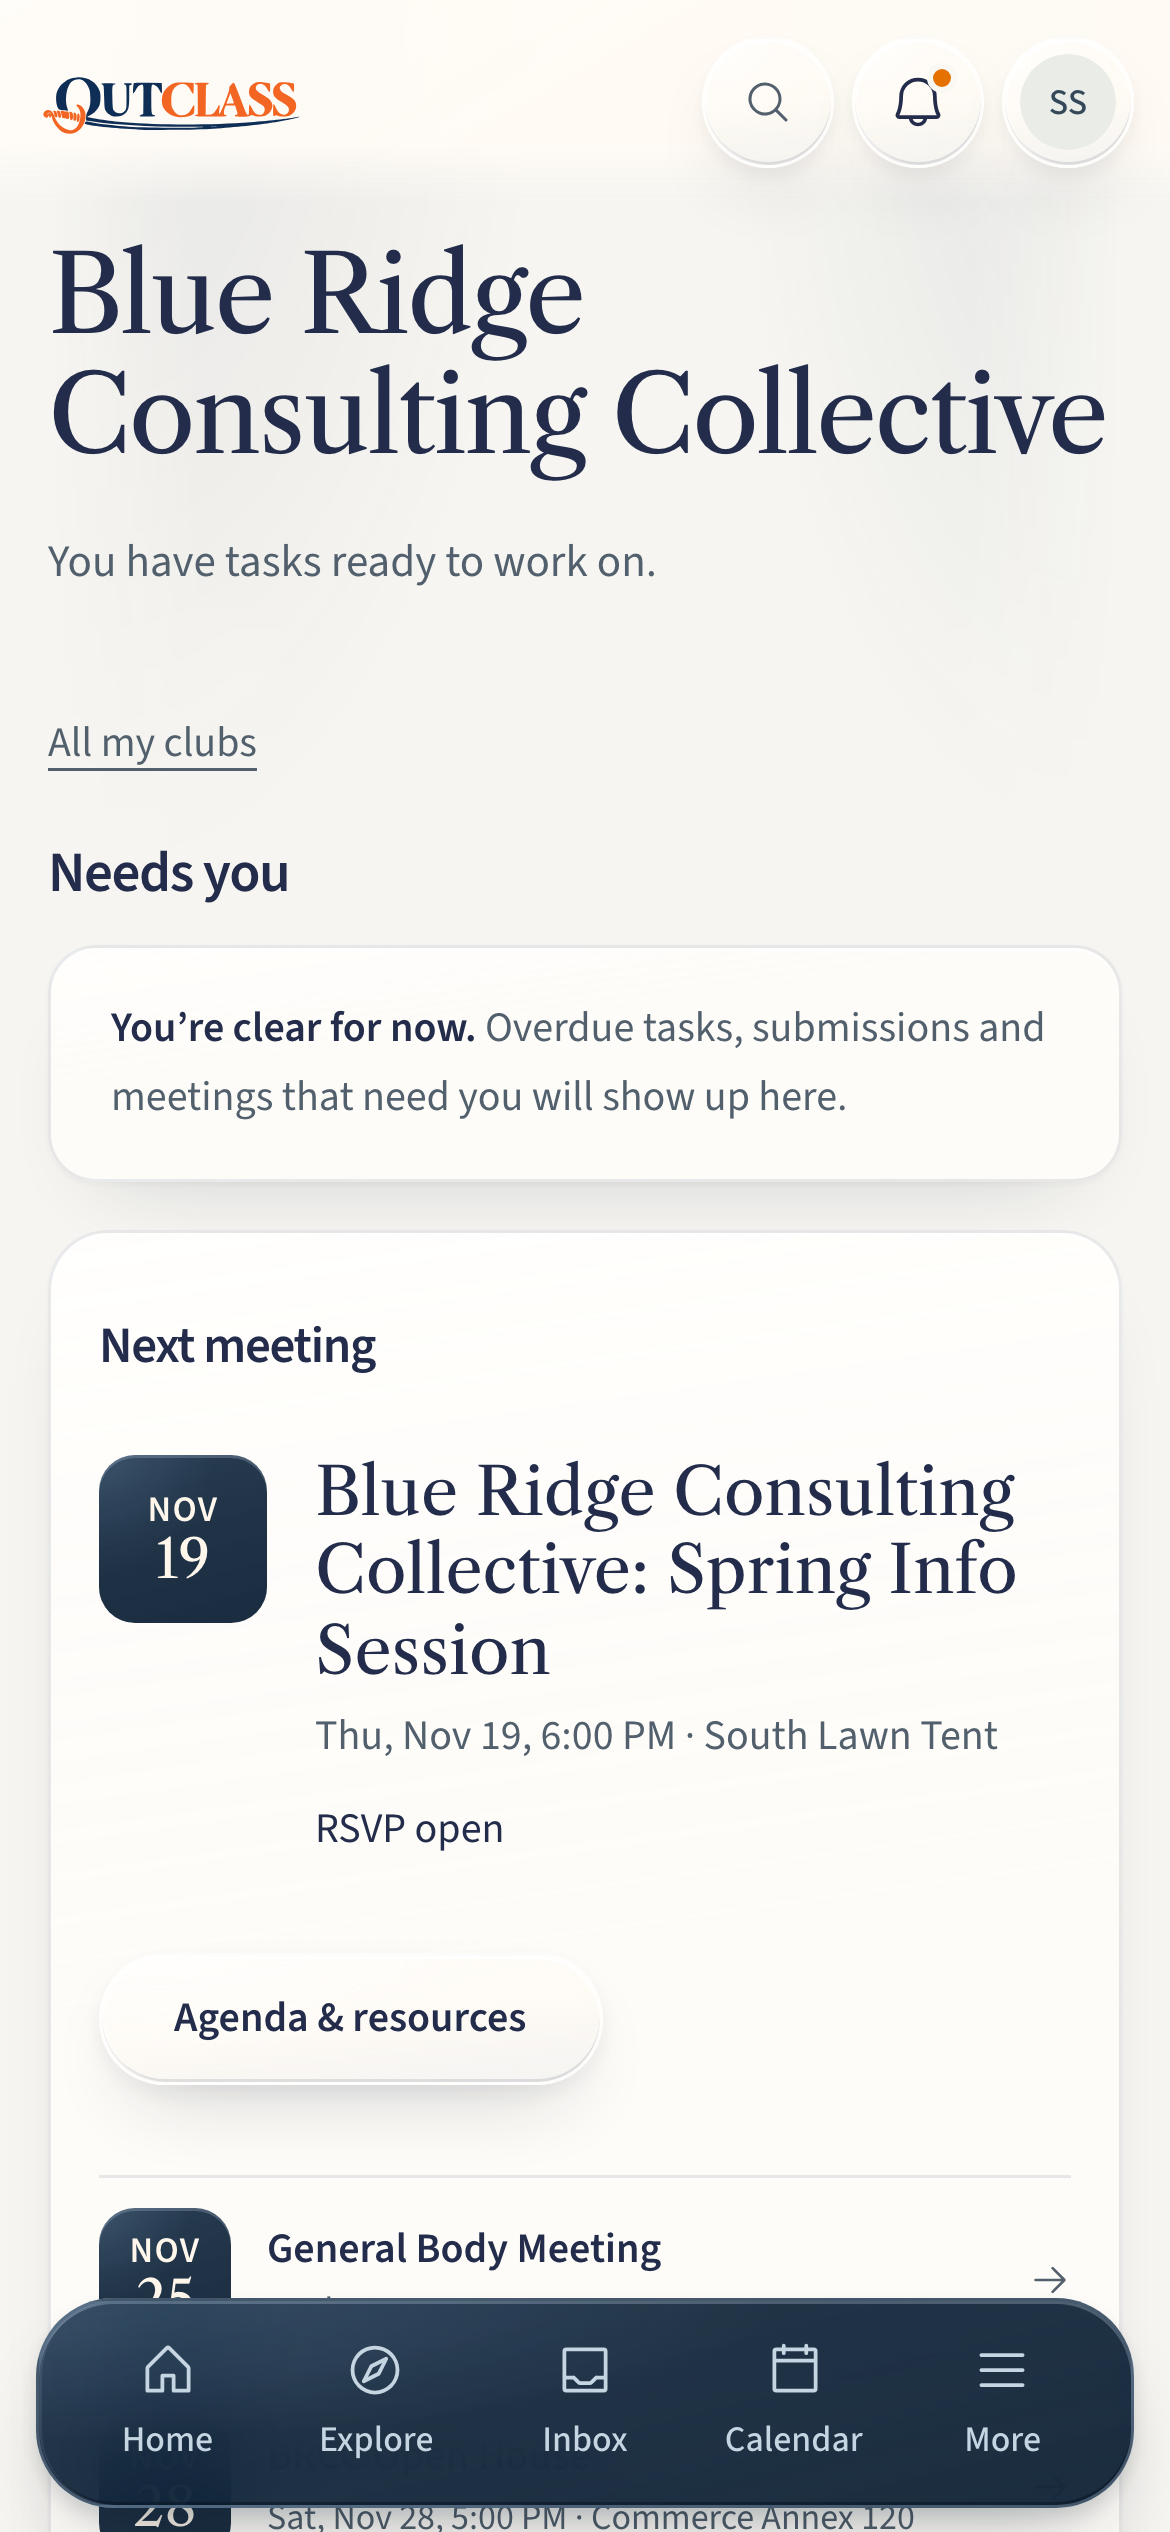 OUTCLASS
SS
Blue Ridge
Consulting Collective
You have tasks ready to work on.
All my clubs
Needs you
You’re clear for now. Overdue tasks, submissions and
meetings that need you will show up here.
Next meeting
NOV
19
Blue Ridge Consulting
Collective: Spring Info
Session
Thu, Nov 19, 6:00 PM · South Lawn Tent
RSVP open
Agenda & resources
NOV
25
General Body Meeting
Home
Explore
Inbox
Calendar
More
28
Sat, Nov 28, 5:00 PM · Commerce Annex 120